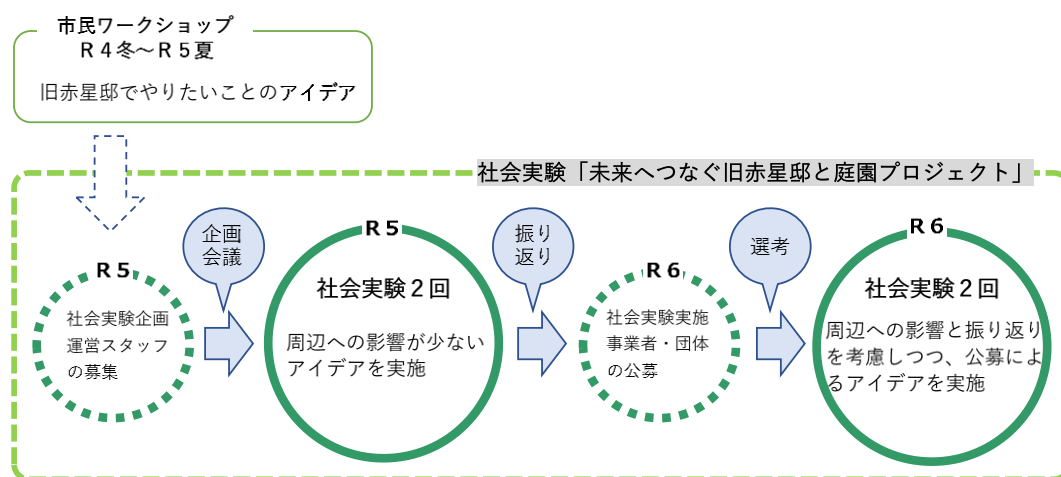 市民ワークショップ
Ｒ４冬～Ｒ５夏
旧赤星邸でやりたいことのアイデア
社会実験「未来へつなぐ旧赤星邸と庭園プロジェクト」
Ｒ５
社会実験企画
運営スタッフ
の募集
企画
会議
Ｒ５
社会実験２回
周辺への影響が少ない
アイデアを実施
振り
返り
Ｒ６
社会実験実施
事業者・団体
の公募
選考
Ｒ６
社会実験２回
周辺への影響と振り返り
を考慮しつつ、公募によ
るアイデアを実施